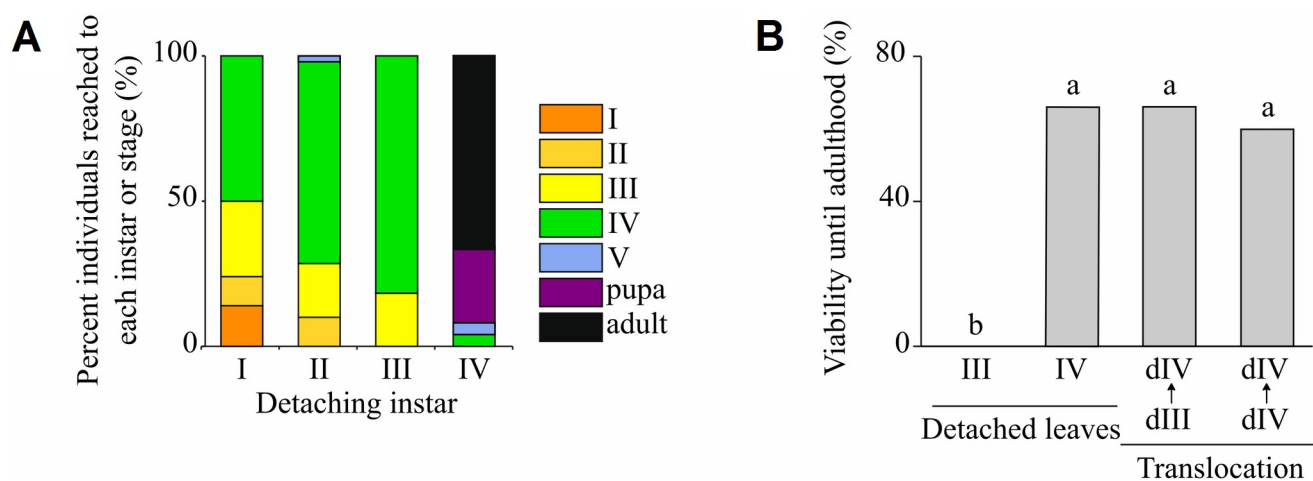 A
Percent individuals reached to
each instar or stage (%)
100
50
0
I II III IV
Detaching instar
I
II
III
IV
V
pupa
adult
B
Viability until adulthood (%)
80
40
0
b a a a
III IV dIV dIV
↑ ↑
dIII dIV
Detached leaves
Translocation